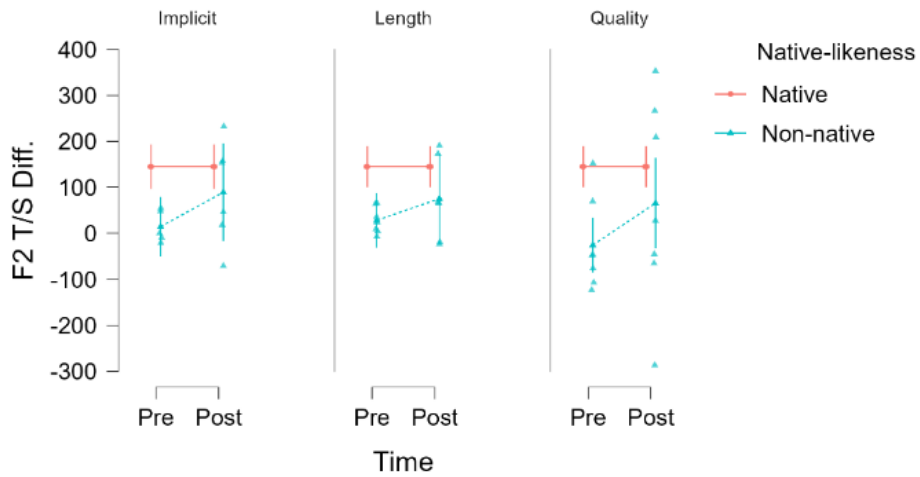 Implicit
Length
Quality
Native-likeness
Native
Non-native
F2 T/S Diff.
400
300
200
100
0
-100
-200
-300
Pre Post
Pre Post
Pre Post
Time